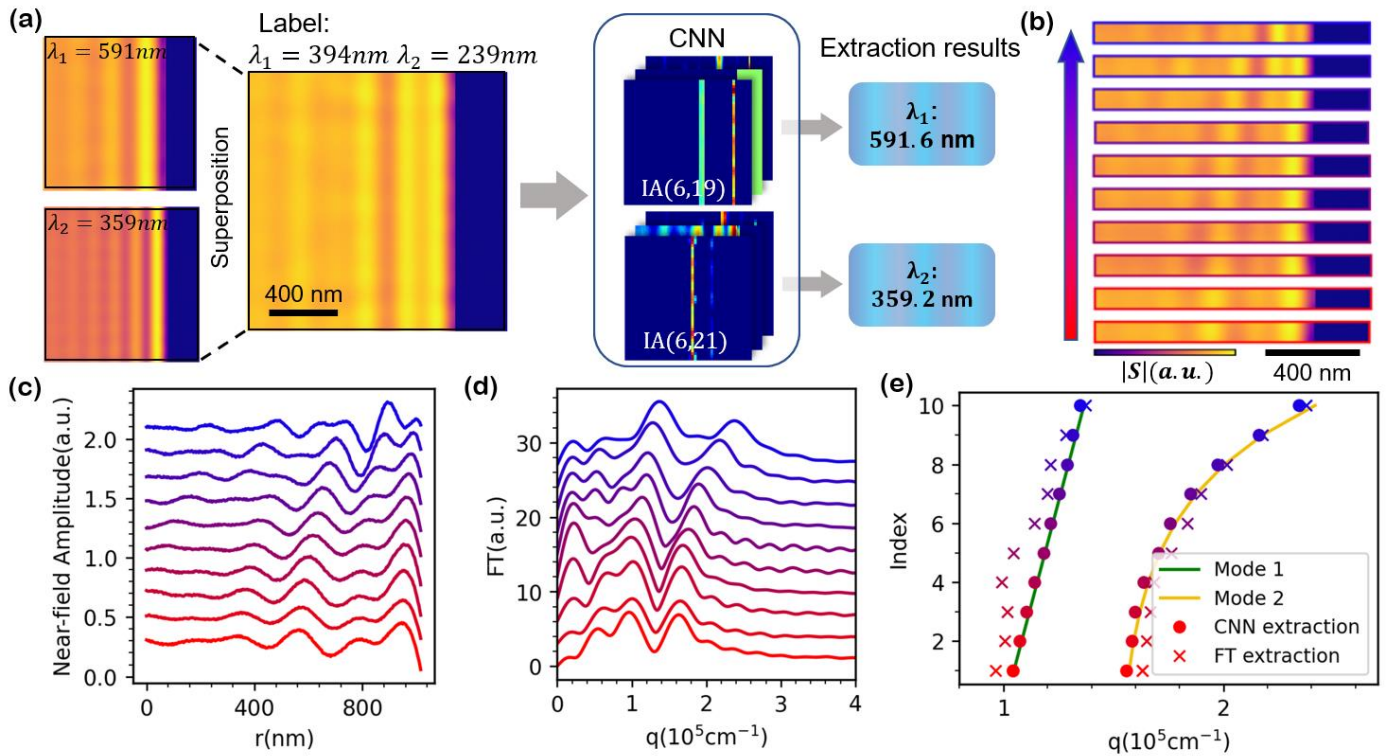 (a)
λ₁ = 591nm
λ₂ = 359nm
Superposition
Label:
λ₁ = 394nm λ₂ = 239nm
400 nm
CNN
IA(6,19)
IA(6,21)
Extraction results
λ₁:
591.6 nm
λ₂:
359.2 nm
(b)
|S|(a.u.)
400 nm
(c)
Near-field Amplitude(a.u.)
2.0
1.5
1.0
0.5
0.0
0 400 800
r(nm)
(d)
FT(a.u.)
30
20
10
0
0 1 2 3 4
q(10⁵cm⁻¹)
(e)
Index
10
8
6
4
2
1 2
q(10⁵cm⁻¹)
Mode 1
Mode 2
CNN extraction
FT extraction